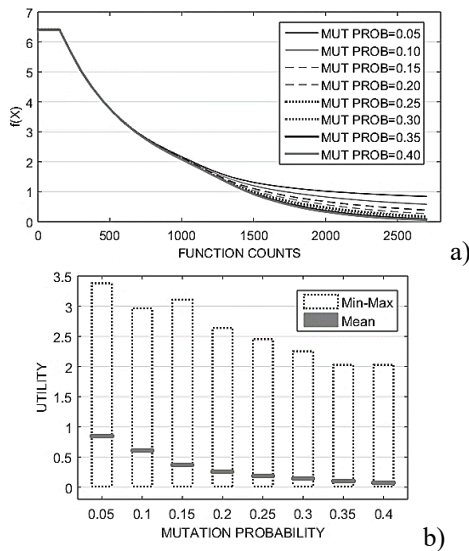 7
6
5
4
3
2
1
0
f(X)
MUT PROB=0.05
MUT PROB=0.10
MUT PROB=0.15
MUT PROB=0.20
MUT PROB=0.25
MUT PROB=0.30
MUT PROB=0.35
MUT PROB=0.40
0 500 1000 1500 2000 2500
FUNCTION COUNTS
a)
3.5
3
2.5
2
1.5
1
0.5
0
UTILITY
Min-Max
Mean
0.05 0.1 0.15 0.2 0.25 0.3 0.35 0.4
MUTATION PROBABILITY
b)